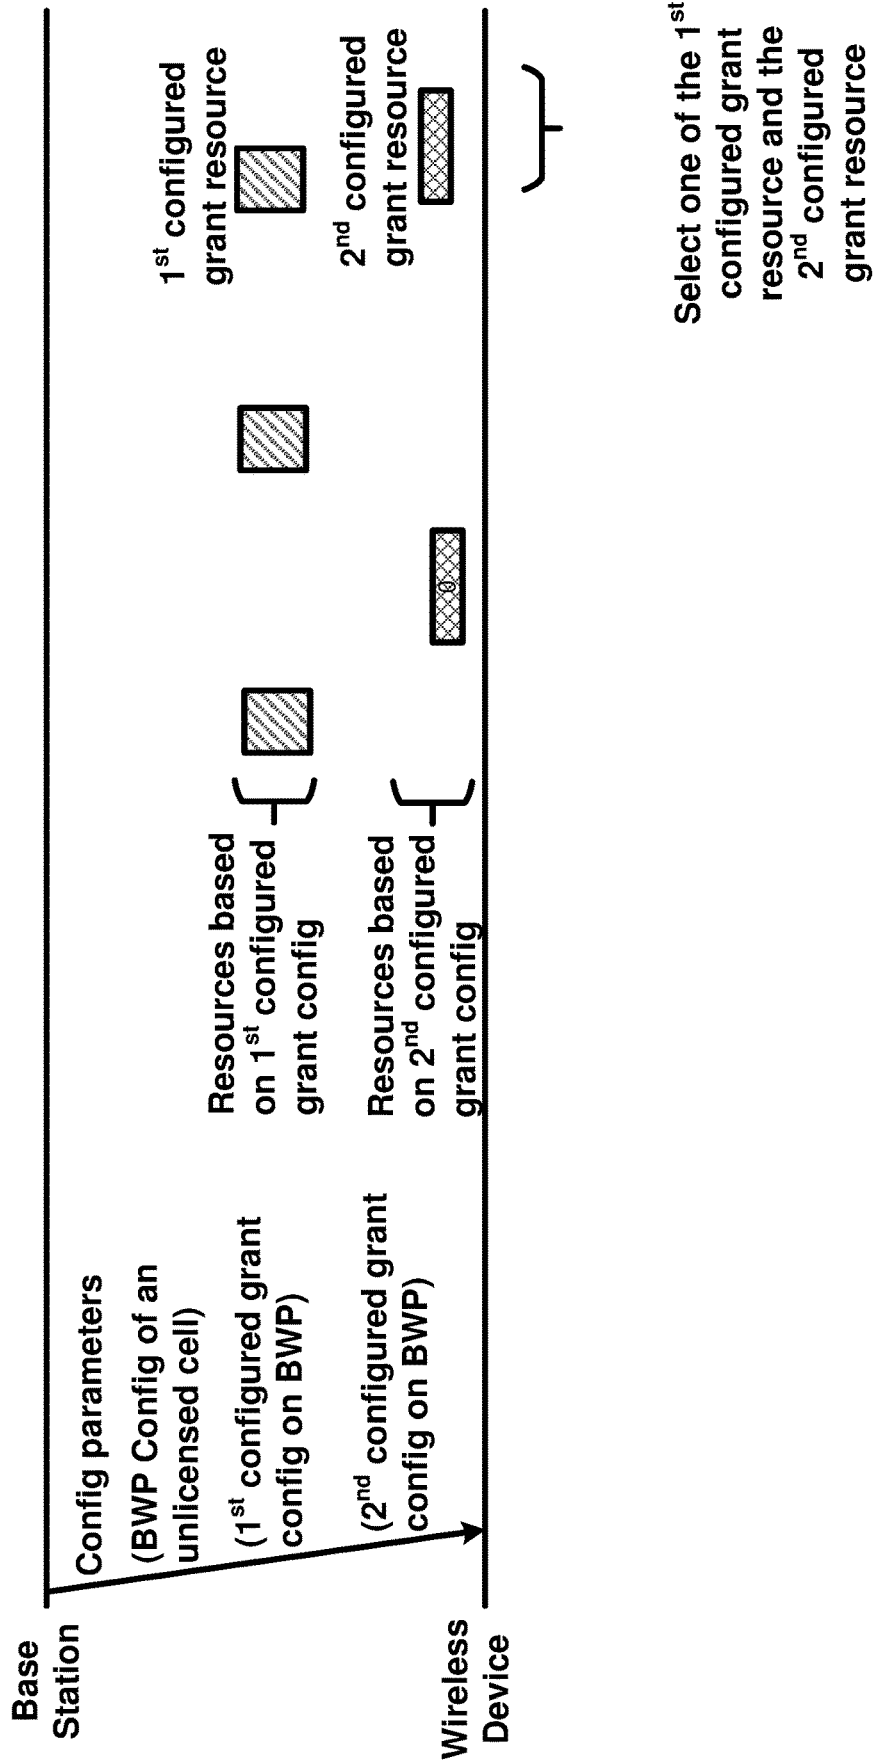 Base
Station
Config parameters
(BWP Config of an
unlicensed cell)
(1st configured grant
config on BWP)
(2nd configured grant
config on BWP)
Wireless
Device
Resources based
on 1st configured
grant config
Resources based
on 2nd configured
grant config
0
1st configured
grant resource
2nd configured
grant resource
Select one of the 1st
configured grant
resource and the
2nd configured
grant resource